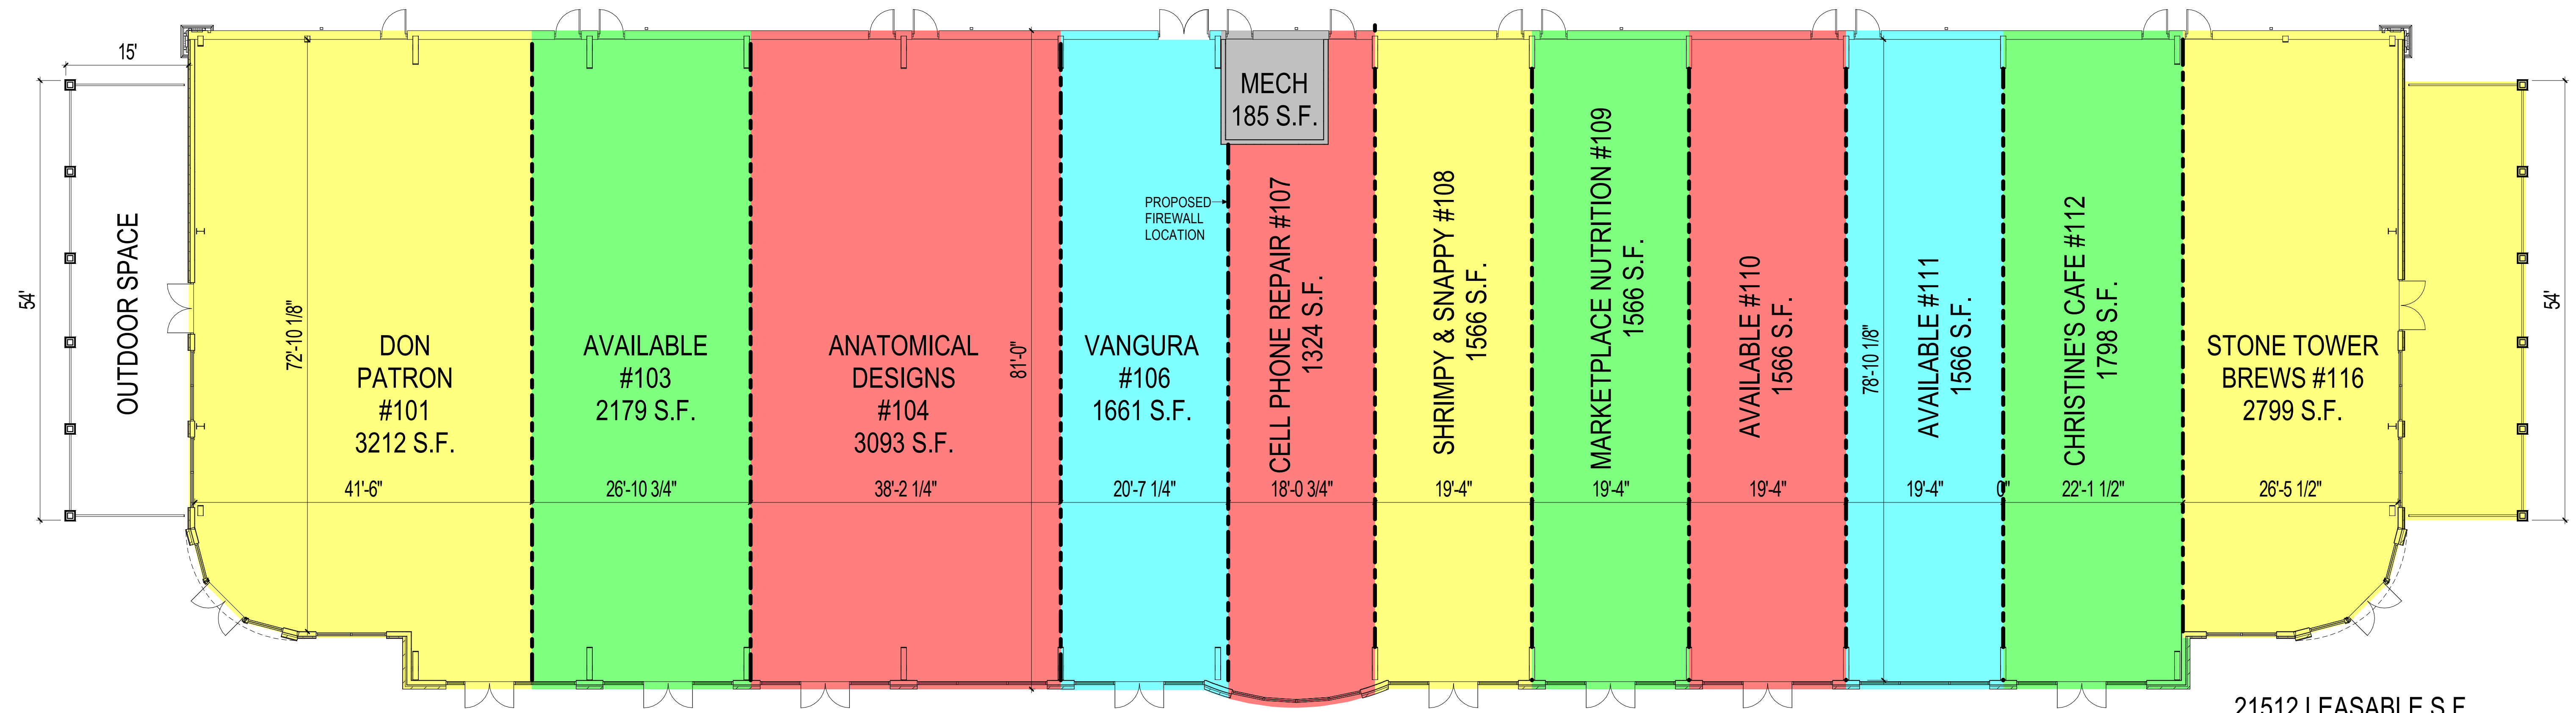 15'
54'
OUTDOOR SPACE
72'-10 1/8"
DON
PATRON
#101
3212 S.F.
41'-6"
AVAILABLE
#103
2179 S.F.
26'-10 3/4"
ANATOMICAL
DESIGNS
#104
3093 S.F.
38'-2 1/4"
81'-0"
VANGURA
#106
1661 S.F.
20'-7 1/4"
PROPOSED
FIREWALL
LOCATION
MECH
185 S.F.
CELL PHONE REPAIR #107
1324 S.F.
18'-0 3/4"
SHRIMPY & SNAPPY #108
1566 S.F.
19'-4"
MARKETPLACE NUTRITION #109
1566 S.F.
19'-4"
AVAILABLE #110
1566 S.F.
19'-4"
78'-10 1/8"
AVAILABLE #111
1566 S.F.
19'-4"
0"
CHRISTINE'S CAFE #112
1798 S.F.
22'-1 1/2"
STONE TOWER
BREWS #116
2799 S.F.
26'-5 1/2"
54'
21512 LEASABLE S.F.